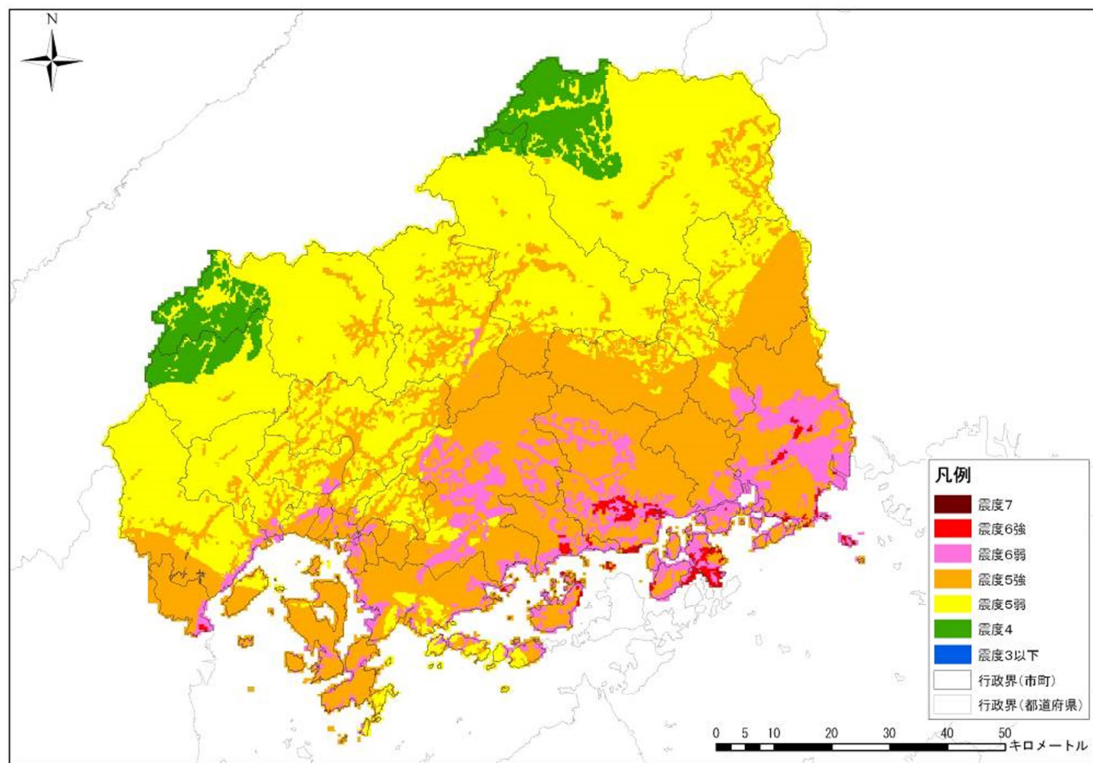 N
凡例
震度7
震度6強
震度6弱
震度5強
震度5弱
震度4
震度3以下
行政界(市町)
行政界(都道府県)
0 5 10 20 30 40 50
キロメートル